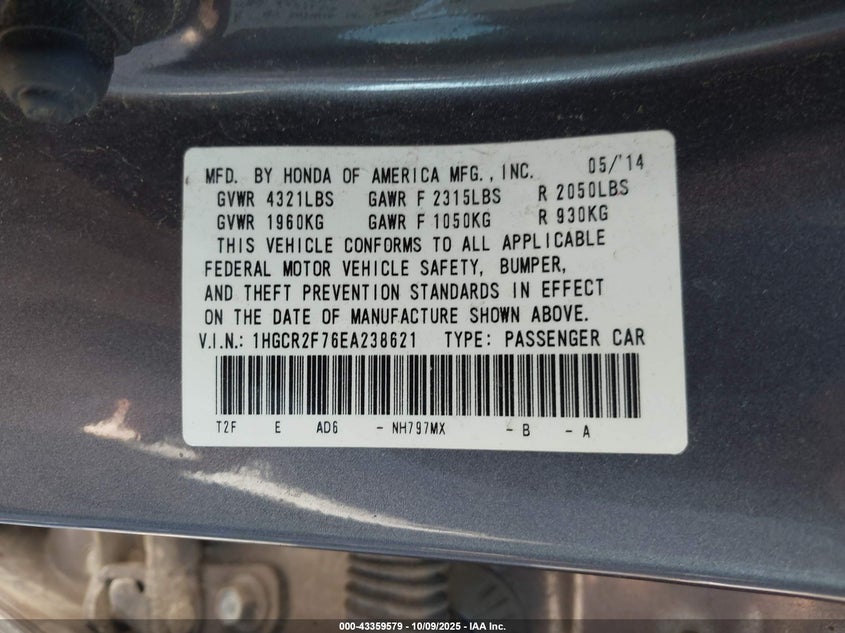 MFD. BY HONDA OF AMERICA MFG., INC. 05/'14
GVWR 4321LBS GAWR F 2315LBS R 2050LBS
GVWR 1960KG GAWR F 1050KG R 930KG
THIS VEHICLE CONFORMS TO ALL APPLICABLE
FEDERAL MOTOR VEHICLE SAFETY, BUMPER,
AND THEFT PREVENTION STANDARDS IN EFFECT
ON THE DATE OF MANUFACTURE SHOWN ABOVE.
V.I.N.: 1HGCR2F76EA238621 TYPE: PASSENGER CAR
T2F E AD6 - NH797MX - B - A
000-43359579 - 10/09/2025 - IAA Inc.